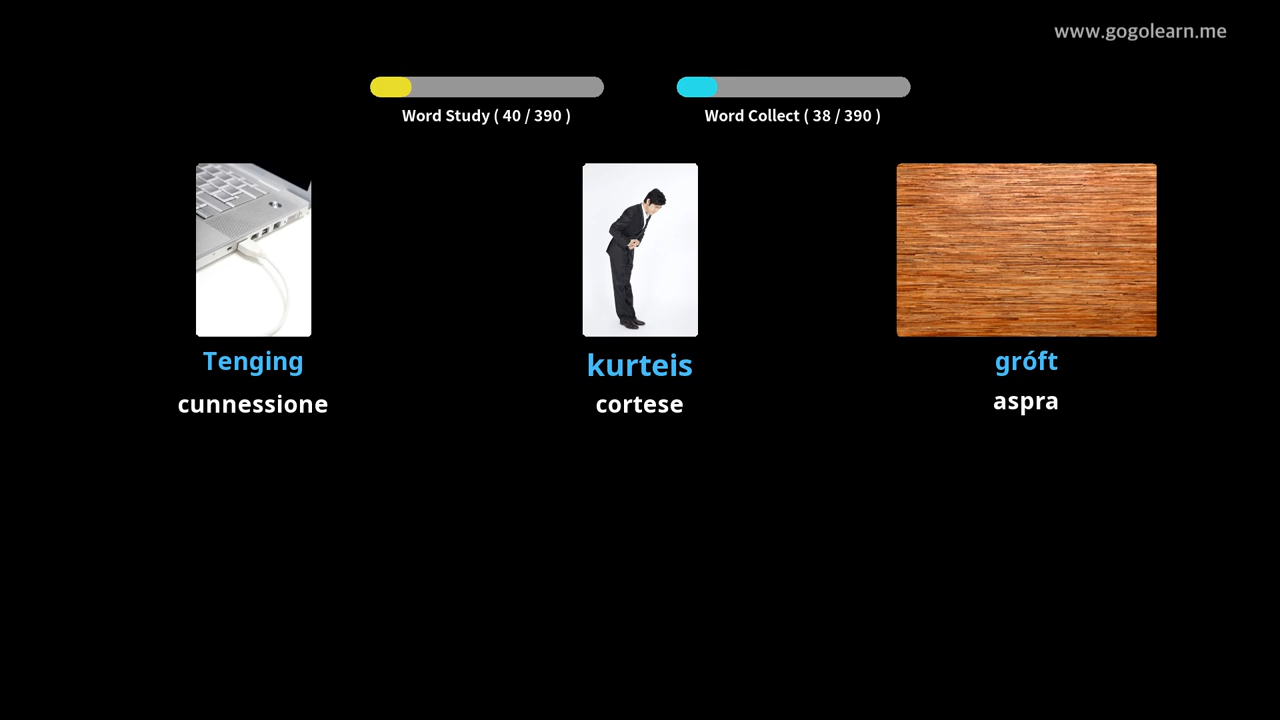 www.gogolearn.me
Word Study ( 40 / 390 )
Word Collect ( 38 / 390 )
Tenging
kurteis
gróft
cunnessione
cortese
aspra